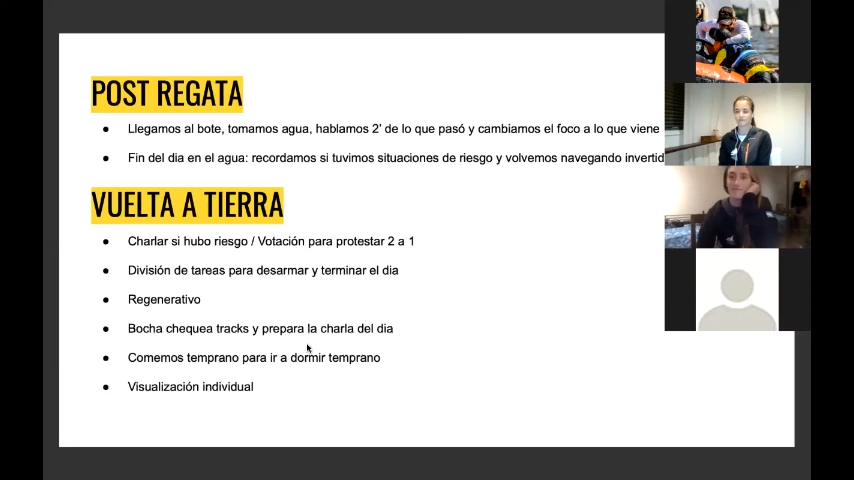 POST REGATA
● Llegamos al bote, tomamos agua, hablamos 2' de lo que pasó y cambiamos el foco a lo que viene
● Fin del dia en el agua: recordamos si tuvimos situaciones de riesgo y volvemos navegando invertid
VUELTA A TIERRA
● Charlar si hubo riesgo / Votación para protestar 2 a 1
● División de tareas para desarmar y terminar el dia
● Regenerativo
● Bocha chequea tracks y prepara la charla del dia
● Comemos temprano para ir a dormir temprano
● Visualización individual